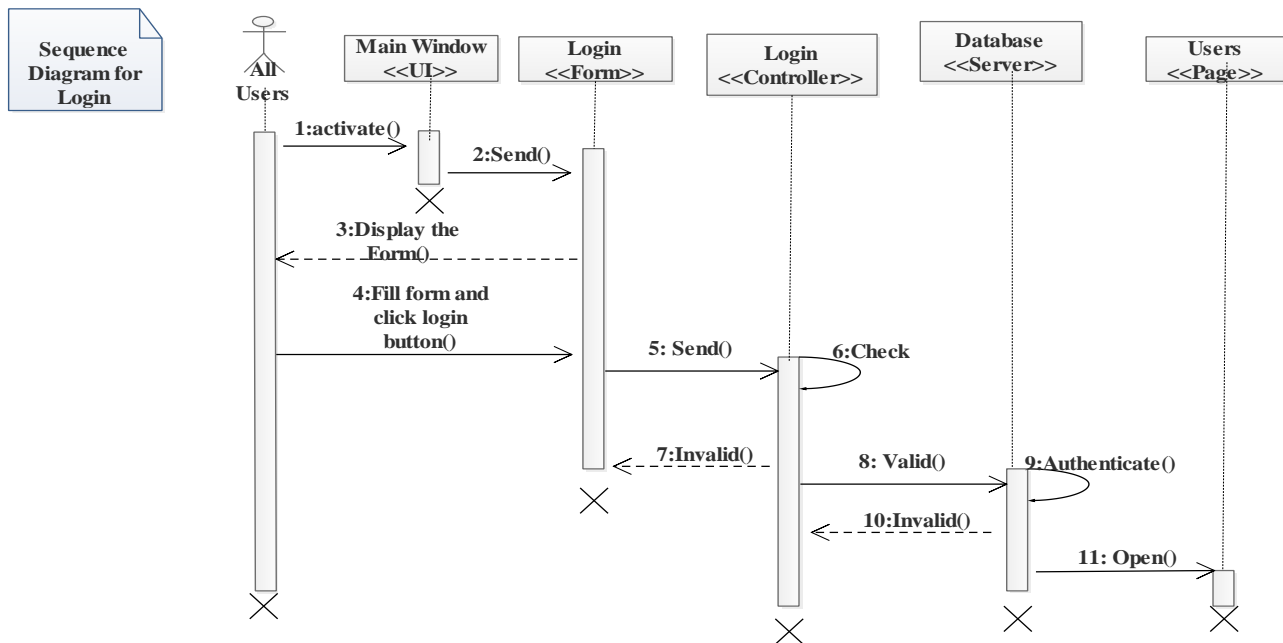 Sequence
Diagram for
Login
All
Users
Main Window
<<UI>>
Login
<<Form>>
Login
<<Controller>>
Database
<<Server>>
Users
<<Page>>
1:activate()
2:Send()
3:Display the
Form()
4:Fill form and
click login
button()
5: Send()
6:Check
7:Invalid()
8: Valid()
9:Authenticate()
10:Invalid()
11: Open()